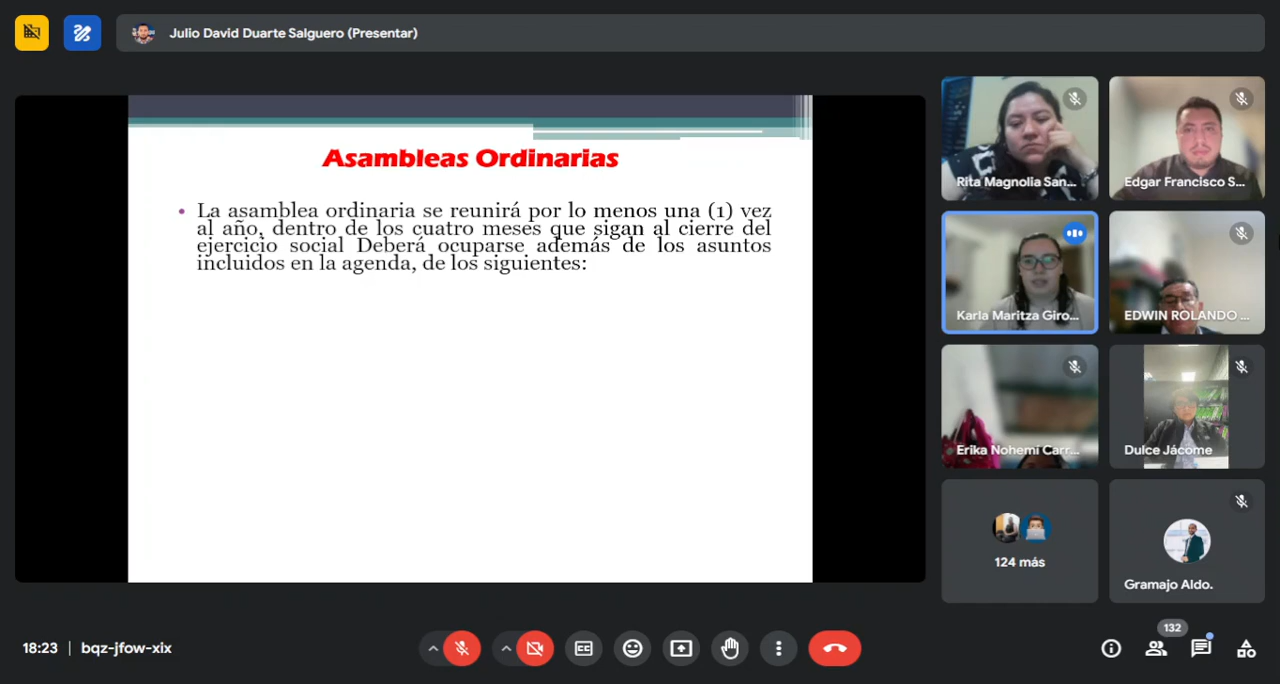 Julio David Duarte Salguero (Presentar)
Asambleas Ordinarias
• La asamblea ordinaria se reunirá por lo menos una (1) vez
al año, dentro de los cuatro meses que sigan al cierre del
ejercicio social Deberá ocuparse además de los asuntos
incluidos en la agenda, de los siguientes:
Rita Magnolia San...
Edgar Francisco S...
Karla Maritza Giro...
EDWIN ROLANDO ...
Erika Nohemí Carr...
Dulce Jácome
124 más
Gramajo Aldo.
18:23 | bqz-jfow-xix
132